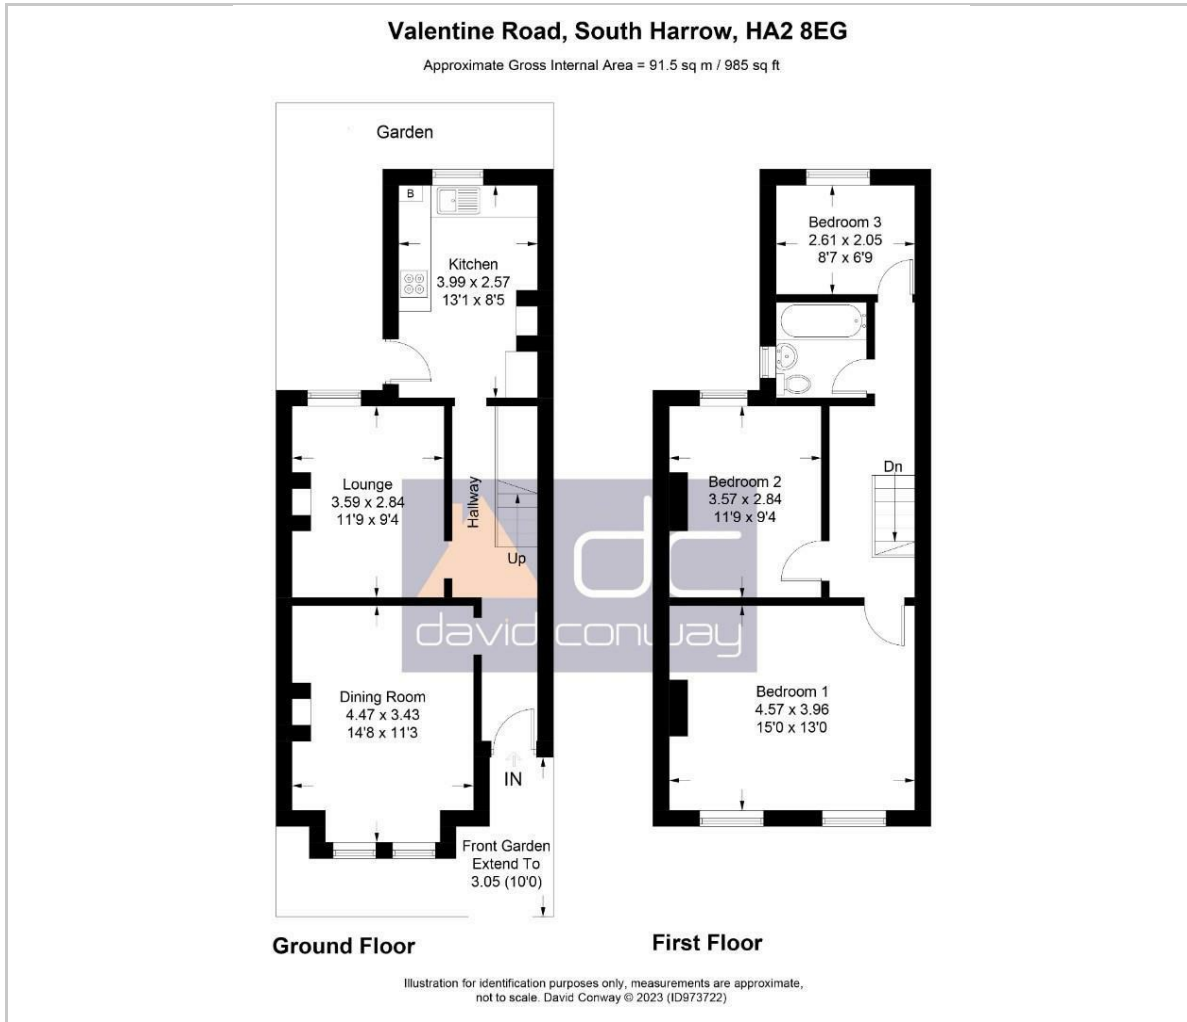 Valentine Road, South Harrow, HA2 8EG
Approximate Gross Internal Area = 91.5 sq m / 985 sq ft
Garden
B
Kitchen
3.99 x 2.57
13'1 x 8'5
Lounge
3.59 x 2.84
11'9 x 9'4
Hallway
Up
Dining Room
4.47 x 3.43
14'8 x 11'3
IN
Front Garden
Extend To
3.05 (10'0)
Ground Floor
Bedroom 3
2.61 x 2.05
8'7 x 6'9
Bedroom 2
3.57 x 2.84
11'9 x 9'4
Dn
Bedroom 1
4.57 x 3.96
15'0 x 13'0
First Floor
dc
david conway
Illustration for identification purposes only, measurements are approximate,
not to scale. David Conway © 2023 (ID973722)